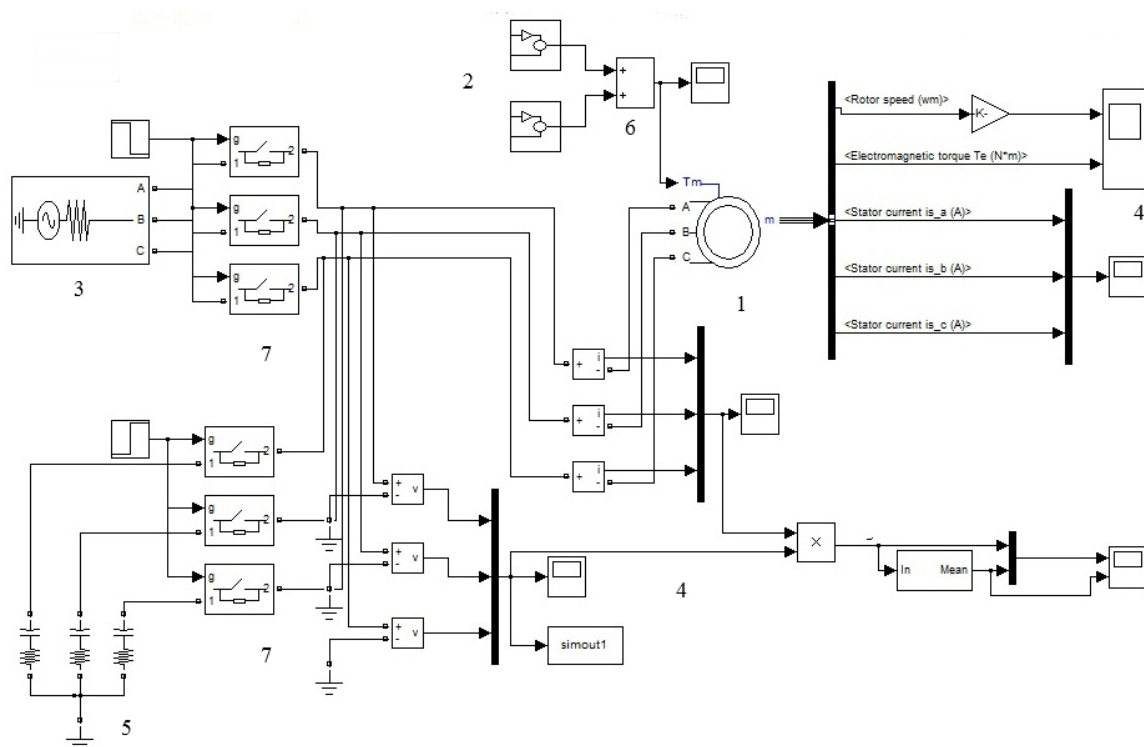 2
+
+
6
<Rotor speed (wm)>
K-
<Electromagnetic torque Te (N*m)>
4
<Stator current is_a (A)>
<Stator current is_b (A)>
<Stator current is_c (A)>
Tm
A
B
C
m
1
A
B
C
3
g
1
2
g
1
2
g
1
2
7
+
i
-
+
i
-
+
i
-
g
1
2
g
1
2
g
1
2
7
+
-
v
+
-
v
+
-
v
simout1
4
×
In
Mean
5